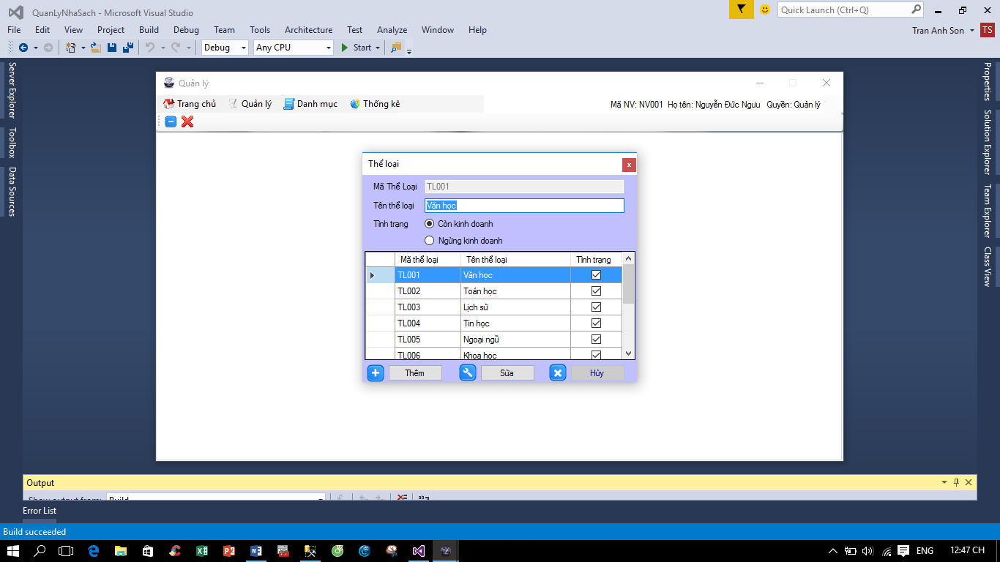 QuanLyNhaSach - Microsoft Visual Studio
Quick Launch (Ctrl+Q)
File Edit View Project Build Debug Team Tools Architecture Test Analyze Window Help
Tran Anh Son
TS
Debug
Any CPU
Start
Server Explorer
Toolbox
Data Sources
Properties
Solution Explorer
Team Explorer
Class View
Quản lý
Trang chủ Quản lý Danh mục Thống kê
Mã NV: NV001 Họ tên: Nguyễn Đức Ngưu Quyền: Quản lý
Thể loại
x
Mã Thể Loại TL001
Tên thể loại Văn học
Tình trạng Còn kinh doanh
Ngừng kinh doanh
Mã thể loại Tên thể loại Tình trạng
TL001 Văn học
TL002 Toán học
TL003 Lịch sử
TL004 Tin học
TL005 Ngoại ngữ
TL006 Khoa học
Thêm Sửa Hủy
Output
Show output from: Build
Error List
Build succeeded
ENG
12:47 CH